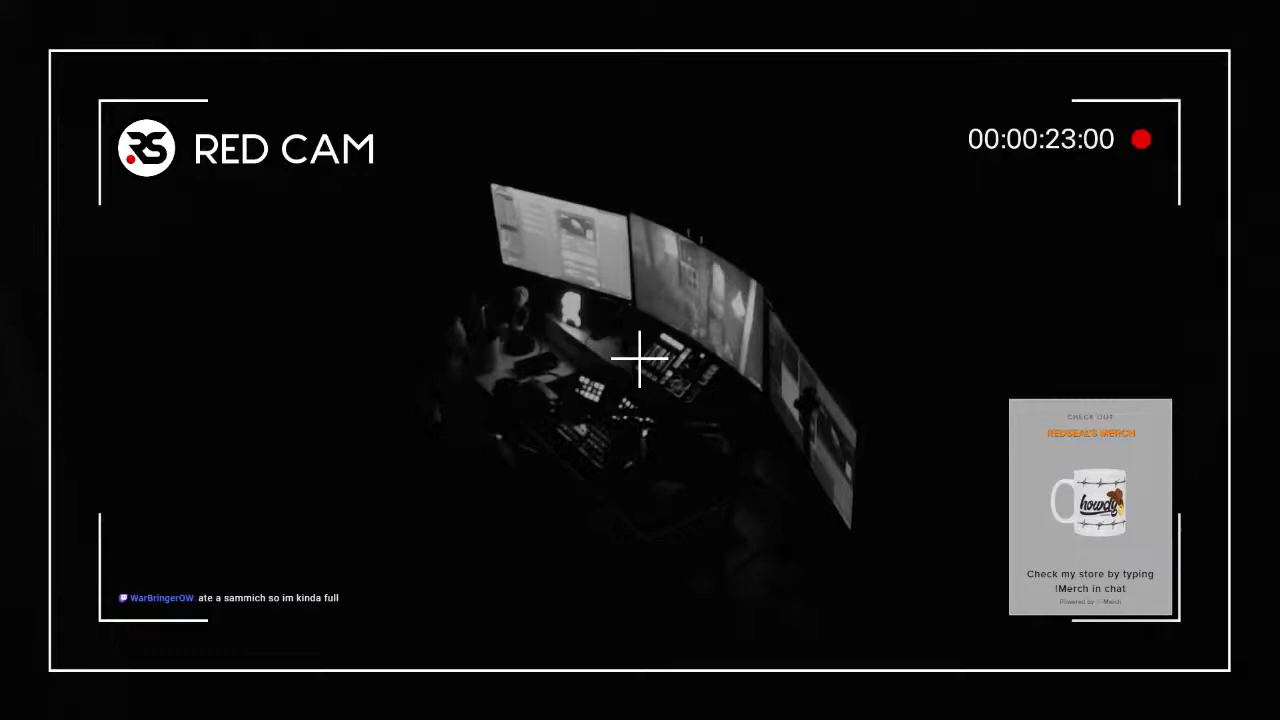 RS
RED CAM
00:00:23:00
CHECK OUT
REDSEAL'S MERCH
howdy
Check my store by typing
!Merch in chat
WarBringerOW ate a sammich so im kinda full